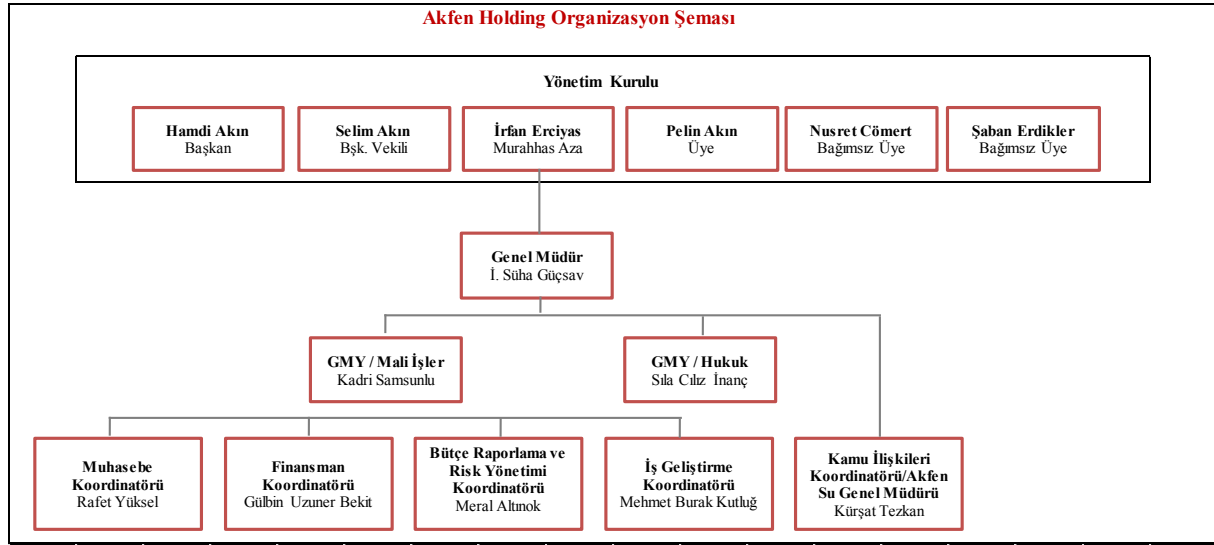 Akfen Holding Organizasyon Şeması
Yönetim Kurulu
Hamdi Akın
Başkan
Selim Akın
Bşk. Vekili
İrfan Erciyas
Murahhas Aza
Pelin Akın
Üye
Nusret Cömert
Bağımsız Üye
Şaban Erdikler
Bağımsız Üye
Genel Müdür
İ. Süha Güçsav
GMY / Mali İşler
Kadri Samsunlu
GMY / Hukuk
Sıla Cılız İnanç
Muhasebe
Koordinatörü
Rafet Yüksel
Finansman
Koordinatörü
Gülbin Uzuner Bekit
Bütçe Raporlama ve
Risk Yönetimi
Koordinatörü
Meral Altınok
İş Geliştirme
Koordinatörü
Mehmet Burak Kutluğ
Kamu İlişkileri
Koordinatörü/Akfen
Su Genel Müdürü
Kürşat Tezkan